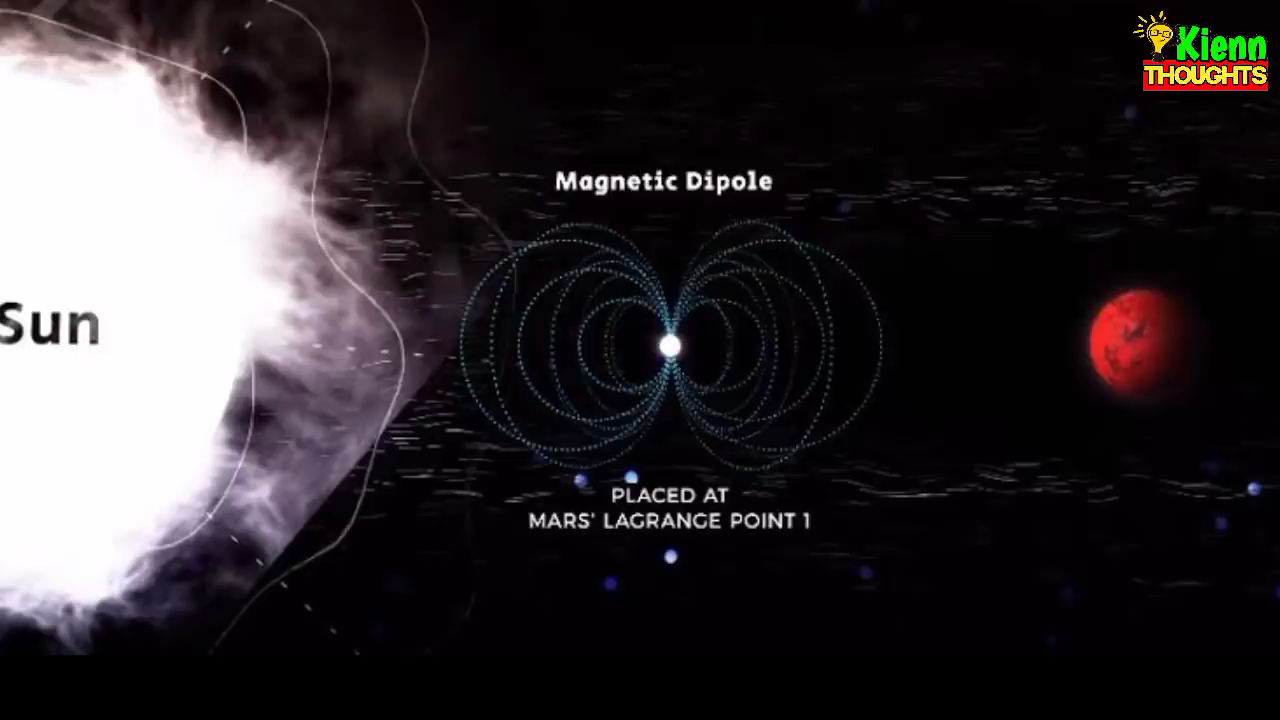 Kienn
THOUGHTS
Magnetic Dipole
Sun
PLACED AT
MARS' LAGRANGE POINT 1